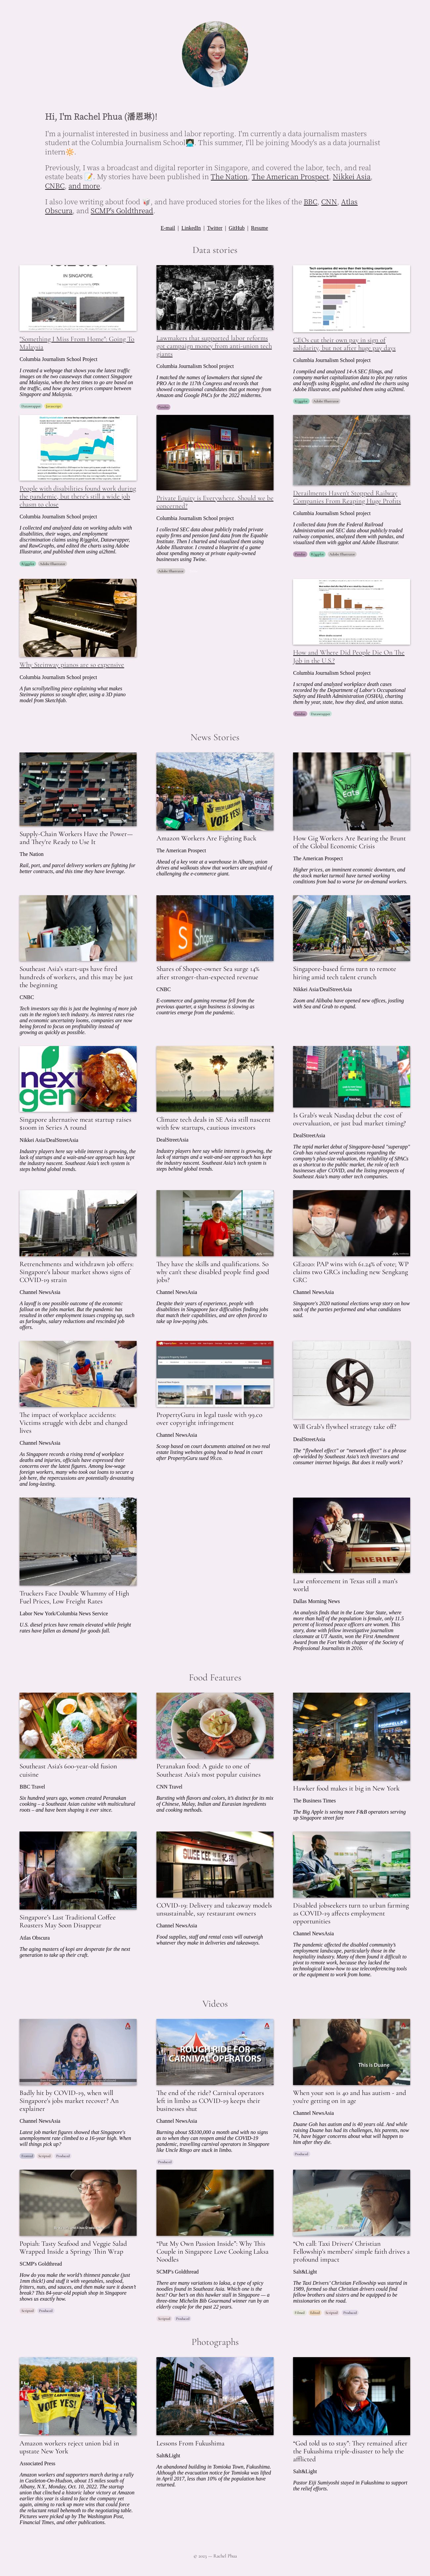 Hi, I'm Rachel Phua (潘恩琳)!
I'm a journalist interested in business and labor reporting. I'm currently a data journalism masters
student at the Columbia Journalism School👩🏻‍💻. This summer, I'll be joining Moody's as a data journalist
intern🔆.
Previously, I was a broadcast and digital reporter in Singapore, and covered the labor, tech, and real
estate beats 📝. My stories have been published in The Nation, The American Prospect, Nikkei Asia,
CNBC, and more.
I also love writing about food 🥡, and have produced stories for the likes of the BBC, CNN, Atlas
Obscura, and SCMP's Goldthread.
E-mail | LinkedIn | Twitter | GitHub | Resume
Data stories
IN SINGAPORE
"Something I Miss From Home": Going To
Malaysia
Columbia Journalism School Project
I created a webpage that shows you the latest traffic
images on the two causeways that connect Singapore
and Malaysia, when the best times to go are based on
the traffic, and how grocery prices compare between
Singapore and Malaysia.
Datawrapper Javascript
Lawmakers that supported labor reforms
got campaign money from anti-union tech
giants
Columbia Journalism school
I matched the names of lawmakers that signed the
PRO Act in the 117th Congress and records that
showed congressional candidates that got money from
Amazon and Google PACs for the 2022 midterms.
Pandas
CEOs cut their own pay in sign of
solidarity, but not after huge pay days
Columbia Journalism School project
I compiled and analyzed 14-A SEC filings, and
company market capitalization data to get pay ratios
and layoffs using R/ggplot, and edited the charts using
Adobe Illustrator, and published them using ai2html.
R/ggplot Adobe Illustrator
People with disabilities found work during
the pandemic, but there's still a wide job
chasm to close
Columbia Journalism School
I collected and analyzed data on working adults with
disabilities, their wages, and employment
discrimination claims using R/ggplot, Datawrapper,
and RawGraphs. I edited the charts using Adobe
Illustrator, and published them using ai2html.
R/ggplot Adobe Illustrator
Private Equity is Everywhere. Should we be
concerned?
Columbia Journalism School project
I collected SEC data about publicly traded private
equity firms and pension fund data from the Equable
Institute. Then I charted and visualized them using
Adobe Illustrator. I created a blueprint of a game
about spending money at private equity-owned
businesses using Twine.
Adobe Illustrator
Derailments Haven't Stopped Railway
Companies From Reaping Huge Profits
Columbia Journalism School project
I collected data from the Federal Railroad
Administration and SEC data about publicly traded
railway companies, analyzed them with pandas, and
visualized them with ggplot and Adobe Illustrator.
Pandas R/ggplot Adobe Illustrator
Why Steinway pianos are so expensive
Columbia Journalism School project
A fun scrollytelling piece explaining what makes
Steinway pianos so sought after, using a 3D piano
model from Sketchfab.
How and Where Did People Die On The
Job in the U.S.?
Columbia Journalism School project
I scraped and analyzed workplace death cases
recorded by the Department of Labor's Occupational
Safety and Health Administration (OSHA), charting
them by year, state, how they died, and union status.
Pandas Datawrapper
News Stories
Supply-Chain Workers Have the Power—
and They're Ready to Use It
The Nation
Rail, port, and parcel delivery workers are fighting for
better contracts, and this time they have leverage.
VOTE YES!
Amazon Workers Are Fighting Back
The American Prospect
Ahead of a key vote at a warehouse in Albany, union
drives and walkouts show that workers are unafraid of
challenging the e-commerce grant.
Eats
How Gig Workers Are Bearing the Brunt
of the Global Economic Crisis
The American Prospect
Higher prices, an imminent economic downturn, and
the stock market turmoil have turned working
conditions from bad to worse for on-demand workers.
Southeast Asia's start-ups have fired
hundreds of workers, and this may be just
the beginning
CNBC
Tech investors say this is just the beginning of more job
cuts in the region's tech industry. As interest rates rise
and economic uncertainty looms, companies are now
being forced to focus on profitability instead of
growing as quickly as possible.
Shopee
Shares of Shopee-owner Sea surge 14%
after stronger-than-expected revenue
CNBC
E-commerce and gaming revenue fell from the
previous quarter, a sign business is slowing as
countries emerge from the pandemic.
Singapore-based firms turn to remote
hiring amid tech talent crunch
Nikkei Asia/DealStreetAsia
Zoom and Alibaba have opened new offices, jostling
with Sea and Grab to expand.
next
gen
Singapore alternative meat startup raises
$100m in Series A round
Nikkei Asia/DealStreetAsia
Industry players here say while interest is growing, the
lack of startups and a wait-and-see approach has kept
the industry nascent. Southeast Asia's tech system is
steps behind global trends.
Climate tech deals in SE Asia still nascent
with few startups, cautious investors
DealStreetAsia
Industry players here say while interest is growing, the
lack of startups and a wait-and-see approach has kept
the industry nascent. Southeast Asia's tech system is
steps behind global trends.
Is Grab's weak Nasdaq debut the cost of
overvaluation, or just bad market timing?
DealStreetAsia
The tepid market debut of Singapore-based "superapp"
Grab has raised several questions regarding the
company's plus-size valuation, the reliability of SPACs
as a shortcut to the public market, the role of tech
businesses after COVID, and the listing prospects of
Southeast Asia's many other tech companies.
Retrenchments and withdrawn job offers:
Singapore's labour market shows signs of
COVID-19 strain
Channel NewsAsia
A layoff is one possible outcome of the economic
fallout on the job market. But the pandemic has
resulted in other employment issues cropping up, such
as furloughs, salary reductions and rescinded job
offers.
They have the skills and qualifications. So
why can't these disabled people find good
jobs?
Channel NewsAsia
Despite their years of experience, people with
disabilities in Singapore face difficulties finding jobs
that match their capabilities, and are often forced to
take up low-paying jobs.
GE2020: PAP wins with 61.24% of vote; WP
claims two GRCs including new Sengkang
GRC
Channel NewsAsia
Singapore's 2020 national elections wrap story on how
each of the parties performed and what candidates
said.
The impact of workplace accidents:
Victims struggle with debt and changed
lives
Channel NewsAsia
As Singapore records a rising trend of workplace
deaths and injuries, officials have expressed their
concerns over the latest figures. Among low-wage
foreign workers, many who took out loans to secure a
job here, the repercussions are potentially devastating
and long-lasting.
PropertyGuru in legal tussle with 99.co
over copyright infringement
Channel NewsAsia
Scoop based on court documents attained on two real
estate listing websites going head to head in court
after PropertyGuru sued 99.co.
Will Grab's flywheel strategy take off?
DealStreetAsia
The "flywheel effect" or "network effect" is a phrase
oft-wielded by Southeast Asia's tech investors and
consumer internet bigwigs. But does it really work?
Truckers Face Double Whammy of High
Fuel Prices, Low Freight Rates
Labor New York/Columbia News Service
U.S. diesel prices have remain elevated while freight
rates have fallen as demand for goods fall.
SHERIFF
Law enforcement in Texas still a man's
world
Dallas Morning News
An analysis finds that in the Lone Star State, where
more than half of the population is female, only 11.5
percent of licensed peace officers are women. This
story, done with fellow investigative journalism
classmate at UT Austin, won the First Amendment
Award from the Fort Worth chapter of the Society of
Professional Journalists in 2016.
Food Features
Southeast Asia's 600-year-old fusion
cuisine
BBC Travel
Six hundred years ago, women created Peranakan
cooking – a Southeast Asian cuisine with multicultural
roots – and have been shaping it ever since.
Peranakan food: A guide to one of
Southeast Asia's most popular cuisines
CNN Travel
Bursting with flavors and colors, it's distinct for its mix
of Chinese, Malay, Indian and Eurasian ingredients
and cooking methods.
Hawker food makes it big in New York
The Business Times
The Big Apple is seeing more F&B operators serving
up Singapore street fare
Singapore's Last Traditional Coffee
Roasters May Soon Disappear
Atlas Obscura
The aging masters of kopi are desperate for the next
generation to take up their craft.
COVID-19: Delivery and takeaway models
unsustainable, say restaurant owners
Channel NewsAsia
Food supplies, staff and rental costs will outweigh
whatever they make in deliveries and takeaways.
Disabled jobseekers turn to urban farming
as COVID-19 affects employment
opportunities
Channel NewsAsia
The pandemic affected the disabled community's
employment landscape, particularly those in the
hospitality industry. Many of them found it difficult to
pivot to remote work, because they lacked the
technological know-how to use teleconferencing tools
or the equipment to work from home.
Videos
Badly hit by COVID-19, when will
Singapore's jobs market recover? An
explainer
Channel NewsAsia
Latest job market figures showed that Singapore's
unemployment rate climbed to a 16-year high. When
will things pick up?
Fronted Scripted Produced
ROUGH RIDE FOR
CARNIVAL OPERATORS
The end of the ride? Carnival operators
left in limbo as COVID-19 keeps their
businesses shut
Channel NewsAsia
Burning about S$100,000 a month and with no signs
as to when they can reopen amid the COVID-19
pandemic, travelling carnival operators in Singapore
like Uncle Ringo are stuck in limbo.
Produced
This is Duane
When your son is 40 and has autism - and
you're getting on in age
Channel NewsAsia
Duane Goh has autism and is 40 years old. And while
raising Duane has had its challenges, his parents, now
74, have bigger concerns about what will happen to
him after they die.
Produced
Popiah: Tasty Seafood and Veggie Salad
Wrapped Inside a Springy Thin Wrap
SCMP's Goldthread
How do you make the world's thinnest pancake (just
1mm thick!) and stuff it with vegetables, seafood,
fritters, nuts, and sauces, and then make sure it doesn't
break? This 84-year-old popiah shop in Singapore
shows us exactly how.
Scripted Produced
"Put My Own Passion Inside": Why This
Couple in Singapore Love Cooking Laksa
Noodles
SCMP's Goldthread
There are many variations to laksa, a type of spicy
noodles found in Southeast Asia. Which one is the
best? Our bet's on this hawker stall in Singapore — a
three-time Michelin Bib Gourmand winner run by an
elderly couple for the past 22 years.
Scripted Produced
"On call: Taxi Drivers' Christian
Fellowship's members' simple faith drives a
profound impact
Salt&Light
The Taxi Drivers' Christian Fellowship was started in
1989, formed so that Christian drivers could find
fellow brothers and sisters and be equipped to be
missionaries on the road.
Filmed Edited Scripted Produced
Photographs
VOTE YES!
Amazon workers reject union bid in
upstate New York
Associated Press
Amazon workers and supporters march during a rally
in Castleton-On-Hudson, about 15 miles south of
Albany, N.Y., Monday, Oct. 10, 2022. The startup
union that clinched a historic labor victory at Amazon
earlier this year is slated to face the company yet
again, aiming to rack up more wins that could force
the reluctant retail behemoth to the negotiating table.
Pictures were picked up by The Washington Post,
Financial Times, and other publications.
Lessons From Fukushima
Salt&Light
An abandoned building in Tomioka Town, Fukushima.
Although the evacuation notice for Tomioka was lifted
in April 2017, less than 10% of the population have
returned.
"God told us to stay": They remained after
the Fukushima triple-disaster to help the
afflicted
Salt&Light
Pastor Eiji Sumiyoshi stayed in Fukushima to support
the relief efforts.
© 2023 — Rachel Phua